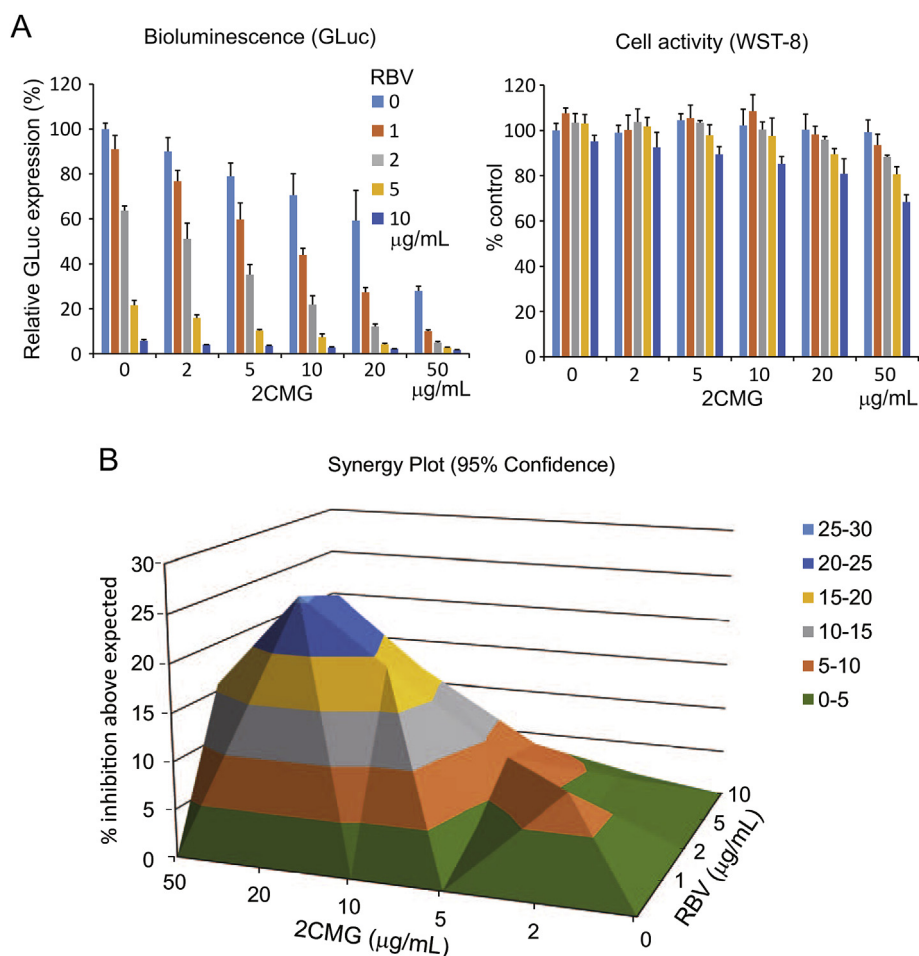 A
Bioluminescence (GLuc)
Relative GLuc expression (%)
120
100
80
60
40
20
0
RBV
0
1
2
5
10
μg/mL
0 2 5 10 20 50
2CMG μg/mL
Cell activity (WST-8)
% control
120
100
80
60
40
20
0
0 2 5 10 20 50
2CMG μg/mL
B
Synergy Plot (95% Confidence)
% inhibition above expected
30
25
20
15
10
5
0
50 20 10 5 2 0
2CMG (μg/mL)
10
5
2
1
0
RBV (μg/mL)
25-30
20-25
15-20
10-15
5-10
0-5